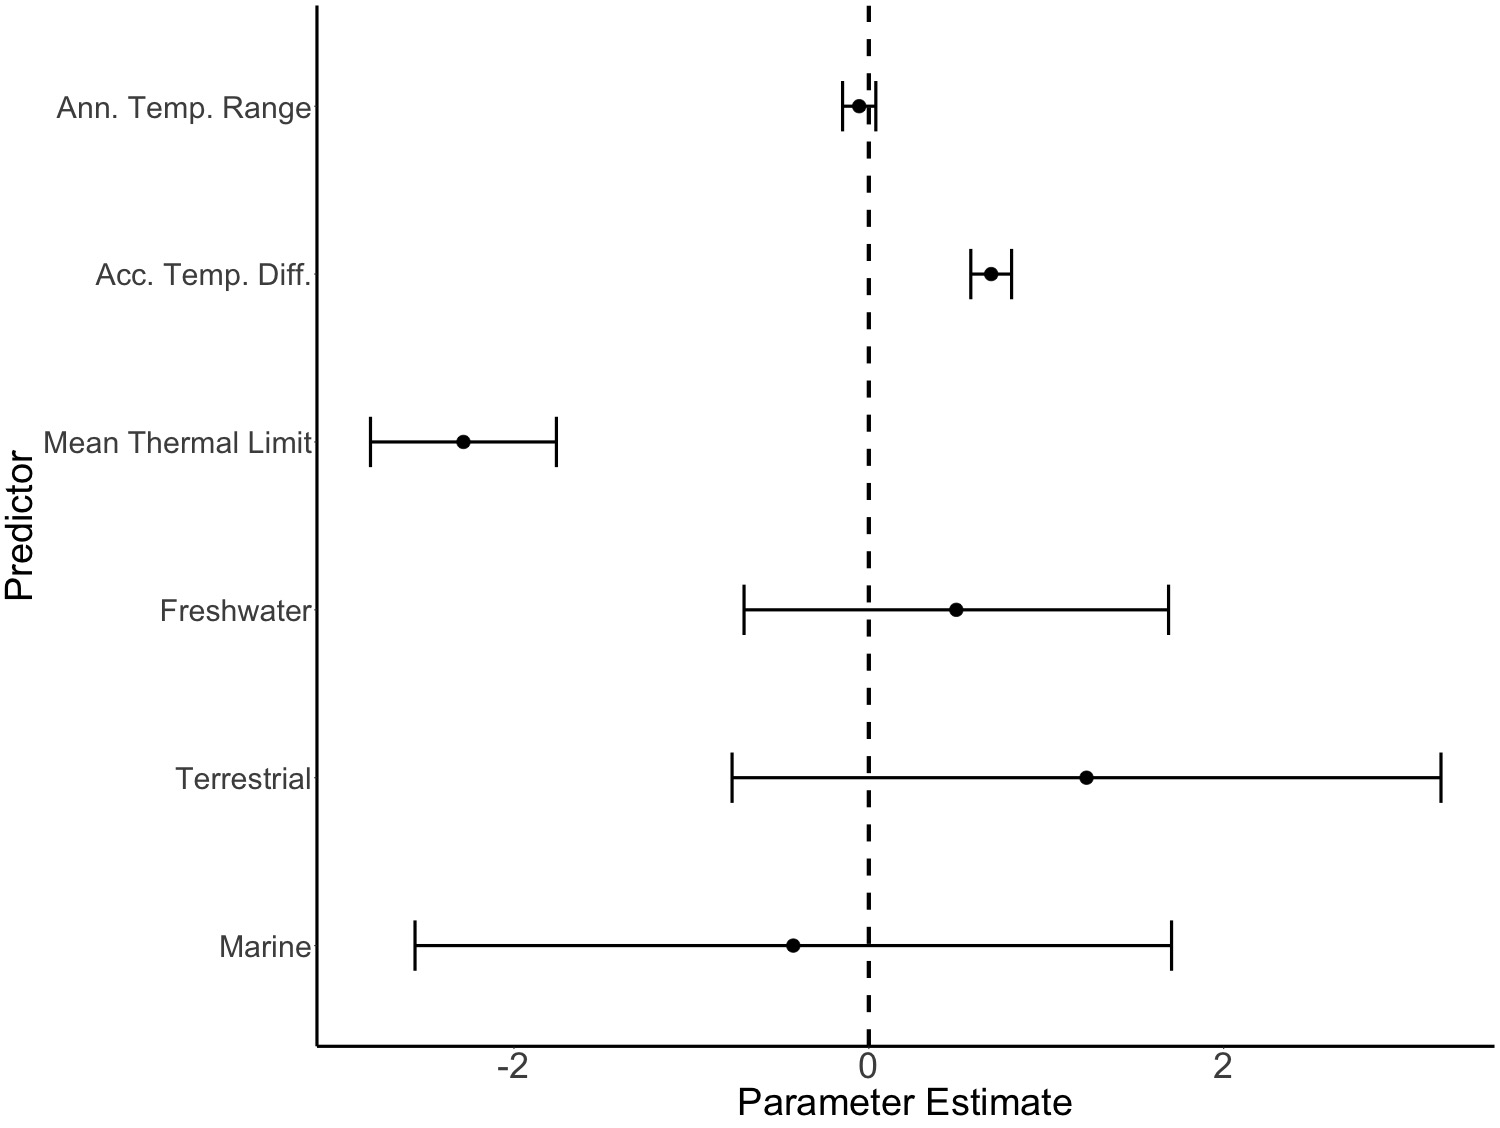 Ann. Temp. Range
Acc. Temp. Diff.
Mean Thermal Limit
Freshwater
Terrestrial
Marine
Predictor
-2 0 2
Parameter Estimate